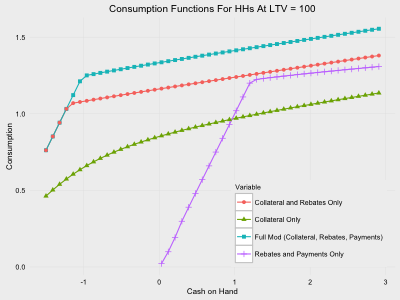 Consumption Functions For HHs At LTV = 100
1.5
1.0
0.5
0.0
Consumption
Variable
Collateral and Rebates Only
Collateral Only
Full Mod (Collateral, Rebates, Payments)
Rebates and Payments Only
-1 0 1 2 3
Cash on Hand